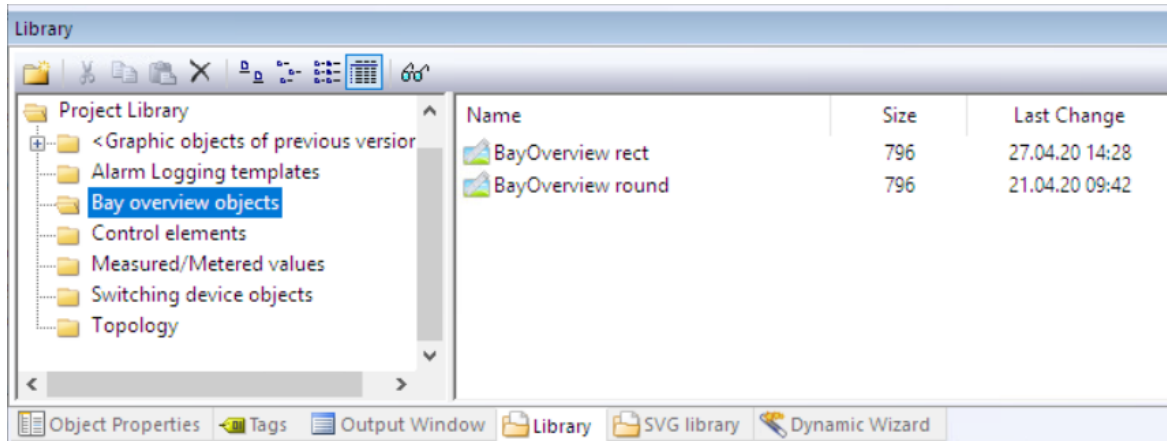 Library
Project Library
<Graphic objects of previous version
Alarm Logging templates
Bay overview objects
Control elements
Measured/Metered values
Switching device objects
Topology
Name Size Last Change
BayOverview rect 796 27.04.20 14:28
BayOverview round 796 21.04.20 09:42
Object Properties Tags Output Window Library SVG library Dynamic Wizard